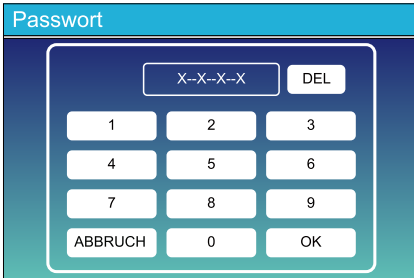 Passwort
X--X--X--X DEL
1 2 3
4 5 6
7 8 9
ABBRUCH 0 OK